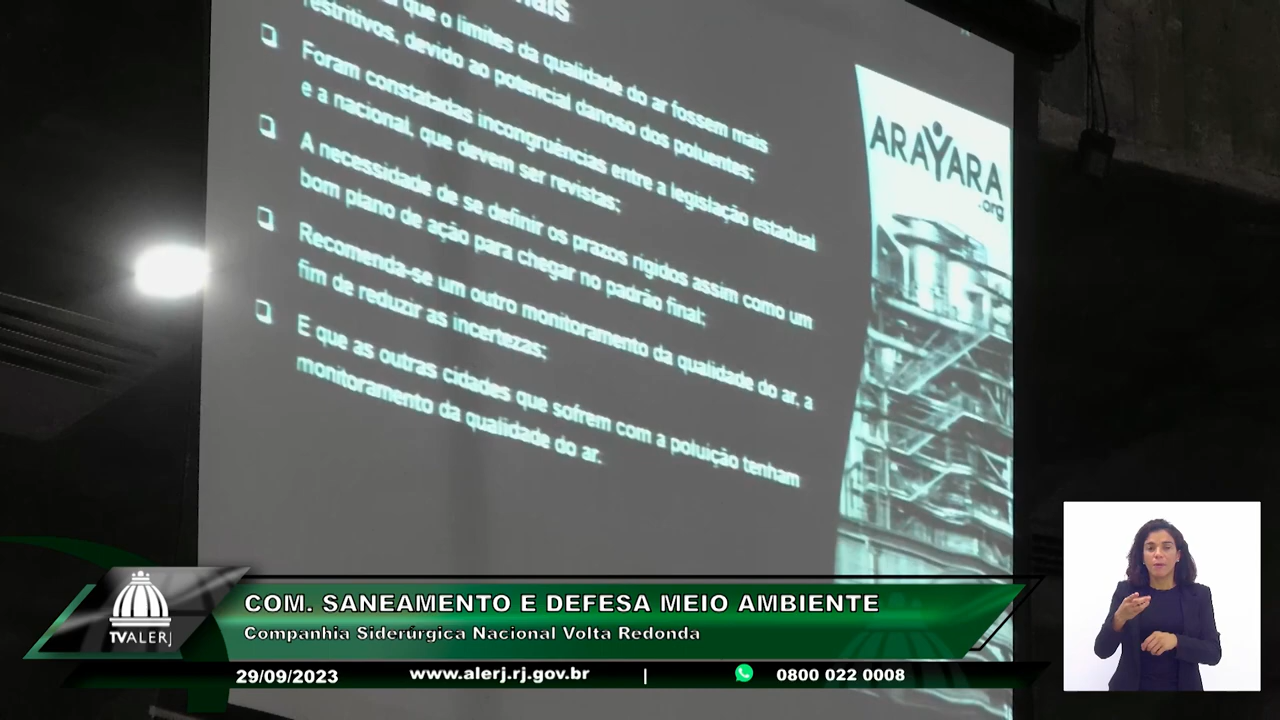 que o limites da qualidade do ar fossem mais
restritivos, devido ao potencial danoso dos poluentes;
Foram constatadas incongruências entre a legislação estadual
e a nacional, que devem ser revistas;
A necessidade de se definir os prazos rígidos assim como um
bom plano de ação para chegar no padrão final;
Recomenda-se um outro monitoramento da qualidade do ar, a
fim de reduzir as incertezas;
E que as outras cidades que sofrem com a poluição tenham
monitoramento da qualidade do ar.
ARAYARA
.org
COM. SANEAMENTO E DEFESA MEIO AMBIENTE
Companhia Siderúrgica Nacional Volta Redonda
TVALERJ
29/09/2023 www.alerj.rj.gov.br | 0800 022 0008